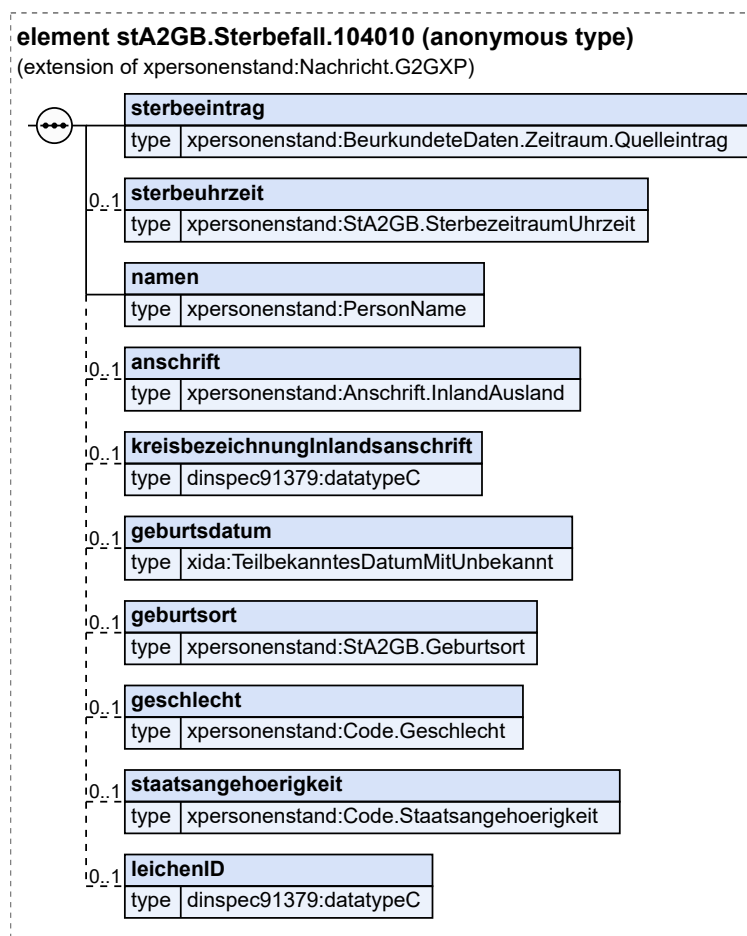 element stA2GB.Sterbefall.104010 (anonymous type)
(extension of xpersonenstand:Nachricht.G2GXP)
sterbeeintrag
type xpersonenstand:BeurkundeteDaten.Zeitraum.Quelleintrag
0..1 sterbeuhrzeit
type xpersonenstand:StA2GB.SterbezeitraumUhrzeit
namen
type xpersonenstand:PersonName
0..1 anschrift
type xpersonenstand:Anschrift.InlandAusland
0..1 kreisbezeichnungInlandsanschrift
type dinspec91379:datatypeC
0..1 geburtsdatum
type xida:TeilbekanntesDatumMitUnbekannt
0..1 geburtsort
type xpersonenstand:StA2GB.Geburtsort
0..1 geschlecht
type xpersonenstand:Code.Geschlecht
0..1 staatsangehoerigkeit
type xpersonenstand:Code.Staatsangehoerigkeit
0..1 leichenID
type dinspec91379:datatypeC